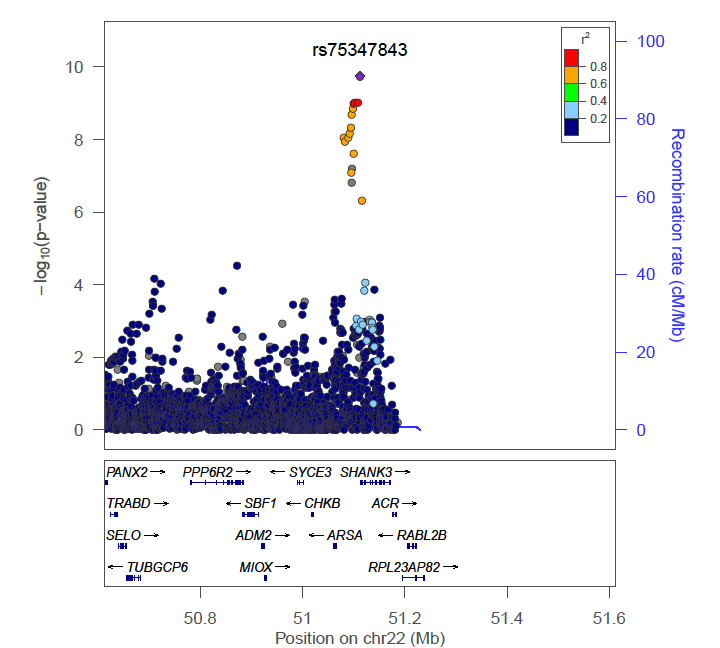 rs75347843
r2
0.8
0.6
0.4
0.2
10
8
6
4
2
0
−log10(p−value)
100
80
60
40
20
0
Recombination rate (cM/Mb)
PANX2 → PPP6R2 → ← SYCE3 SHANK3 →
TRABD → ← SBF1 ← CHKB ACR →
SELO → ADM2 → ← ARSA ← RABL2B
← TUBGCP6 MIOX → RPL23AP82 →
50.8 51 51.2 51.4 51.6
Position on chr22 (Mb)